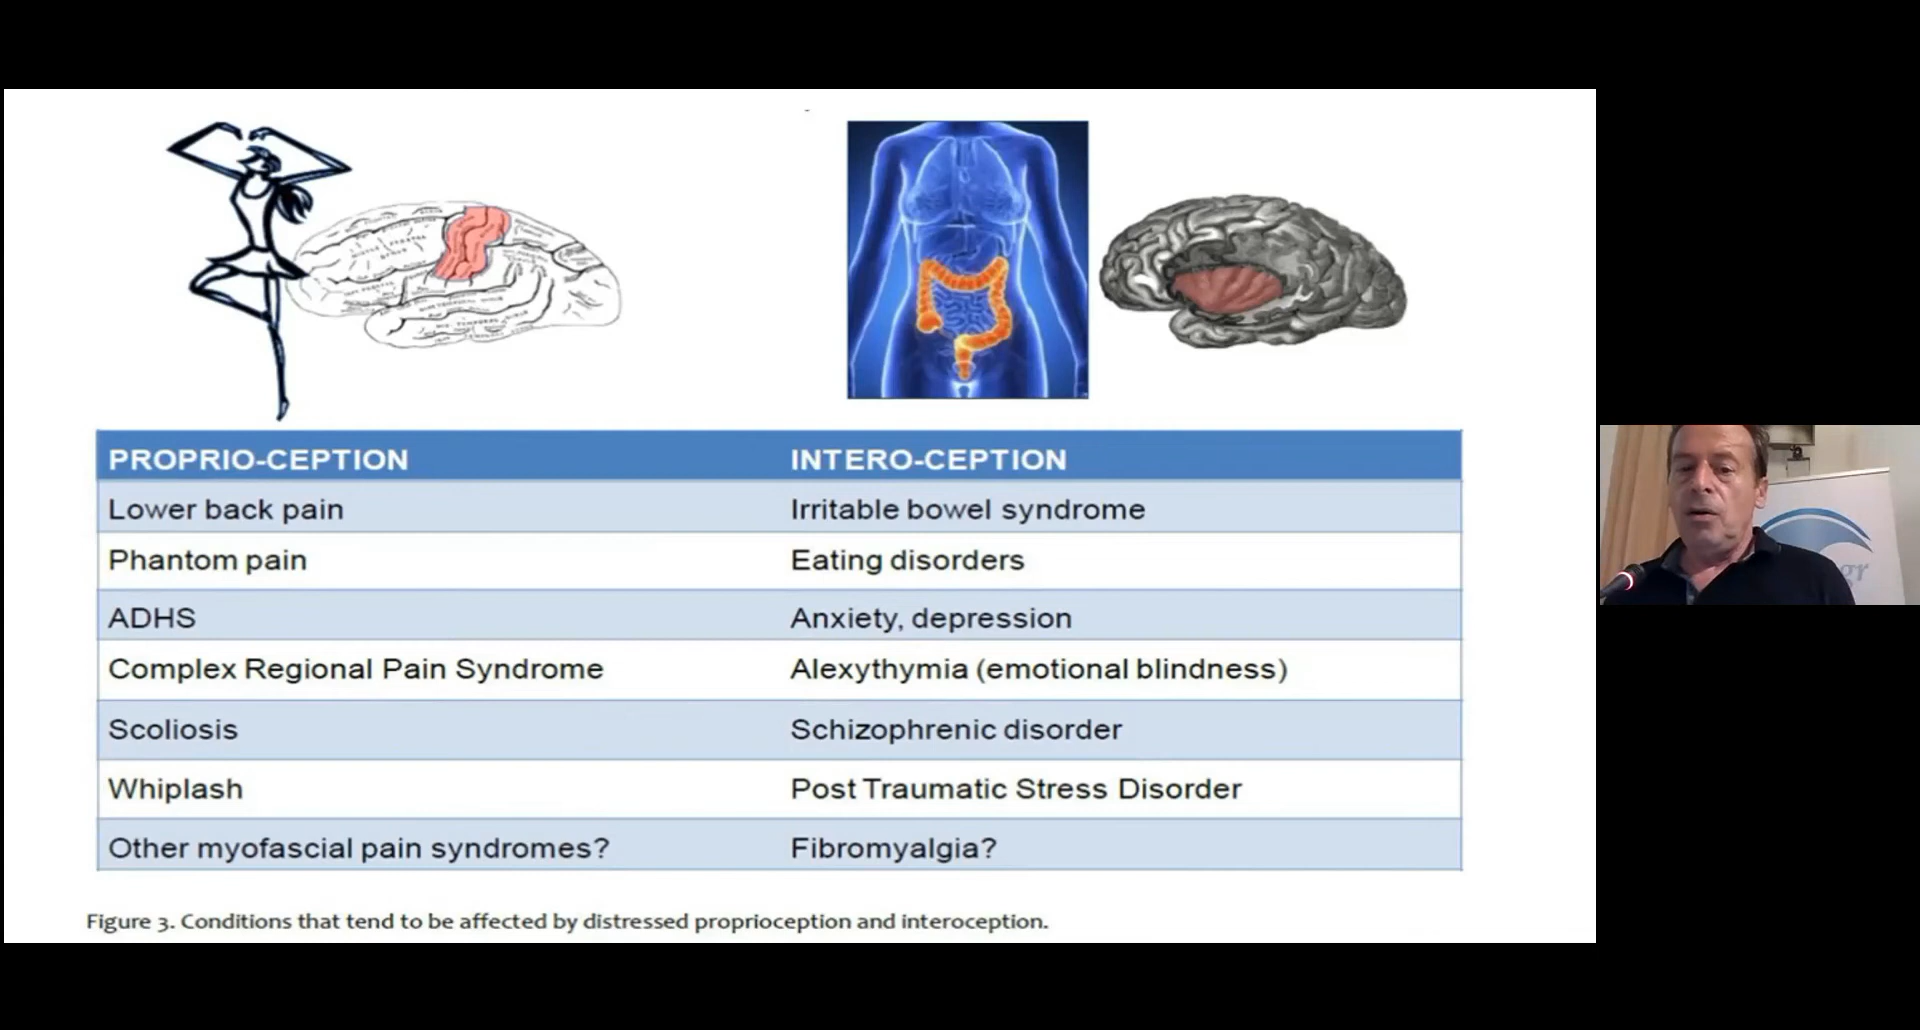 PROPRIO-CEPTION INTERO-CEPTION
Lower back pain Irritable bowel syndrome
Phantom pain Eating disorders
ADHS Anxiety, depression
Complex Regional Pain Syndrome Alexythymia (emotional blindness)
Scoliosis Schizophrenic disorder
Whiplash Post Traumatic Stress Disorder
Other myofascial pain syndromes? Fibromyalgia?
Figure 3. Conditions that tend to be affected by distressed proprioception and interoception.
gr